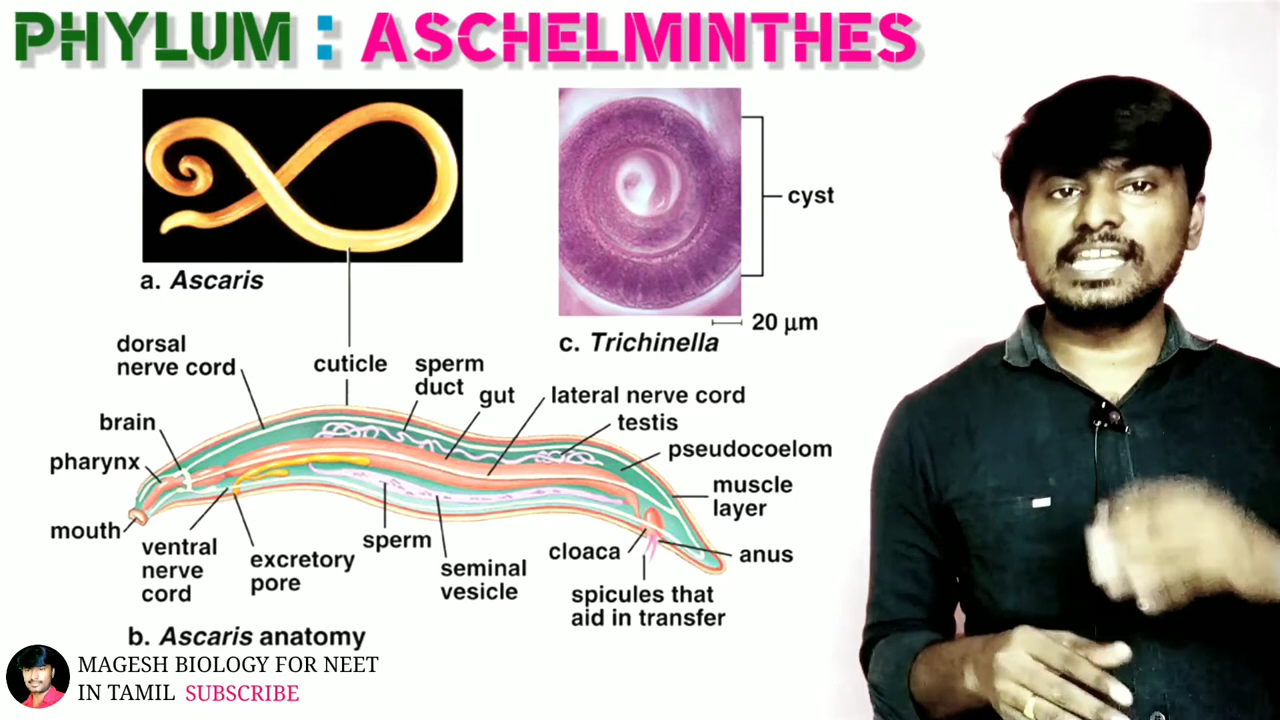 PHYLUM : ASCHELMINTHES
a. Ascaris
cyst
20 µm
c. Trichinella
dorsal
nerve cord
cuticle
sperm
duct
gut
lateral nerve cord
testis
brain
pseudocoelom
pharynx
muscle
layer
mouth
ventral
nerve
cord
excretory
pore
sperm
seminal
vesicle
cloaca
anus
spicules that
aid in transfer
b. Ascaris anatomy
MAGESH BIOLOGY FOR NEET
IN TAMIL SUBSCRIBE